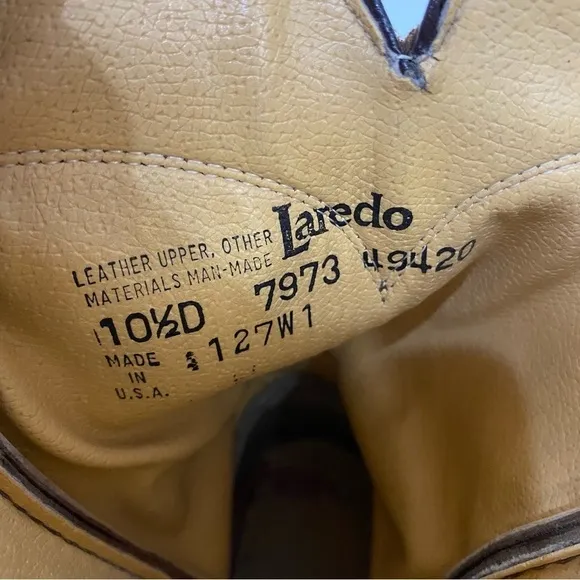 Laredo
LEATHER UPPER, OTHER
MATERIALS MAN-MADE
7973 49420
10½D
127W1
MADE
IN
U.S.A.